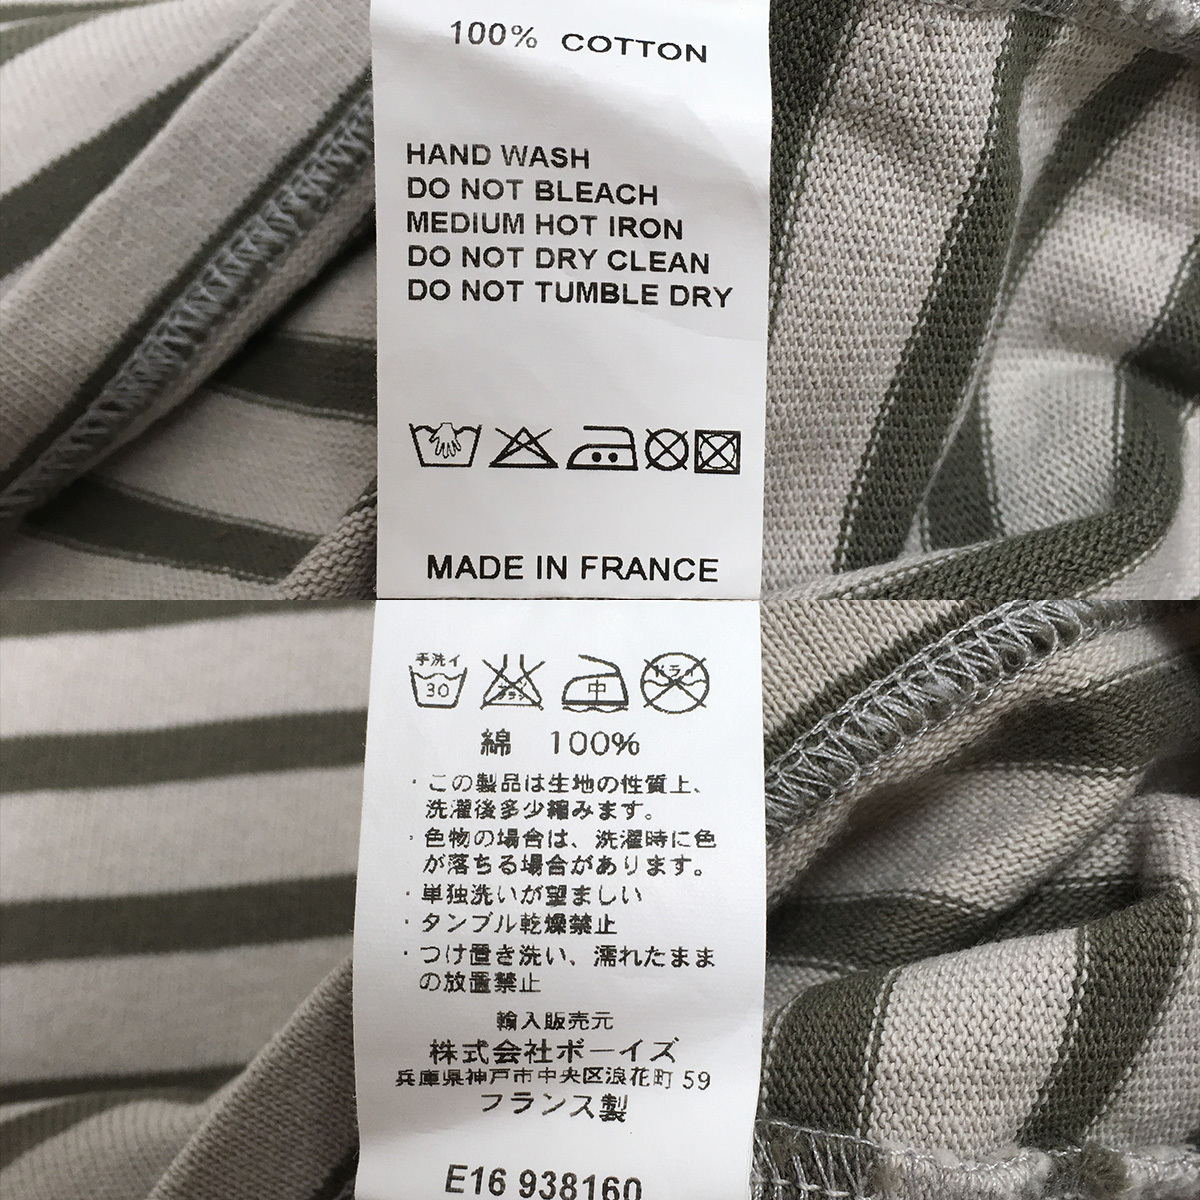 100% COTTON
HAND WASH
DO NOT BLEACH
MEDIUM HOT IRON
DO NOT DRY CLEAN
DO NOT TUMBLE DRY
MADE IN FRANCE
手洗イ
30
中
ドライ
綿 100%
・この製品は生地の性質上、
洗濯後多少縮みます。
・色物の場合は、洗濯時に色
が落ちる場合があります。
・単独洗いが望ましい
・タンブル乾燥禁止
・つけ置き洗い、濡れたまま
の放置禁止
輸入販売元
株式会社ボーイズ
兵庫県神戸市中央区浪花町 59
フランス製
E16 938160